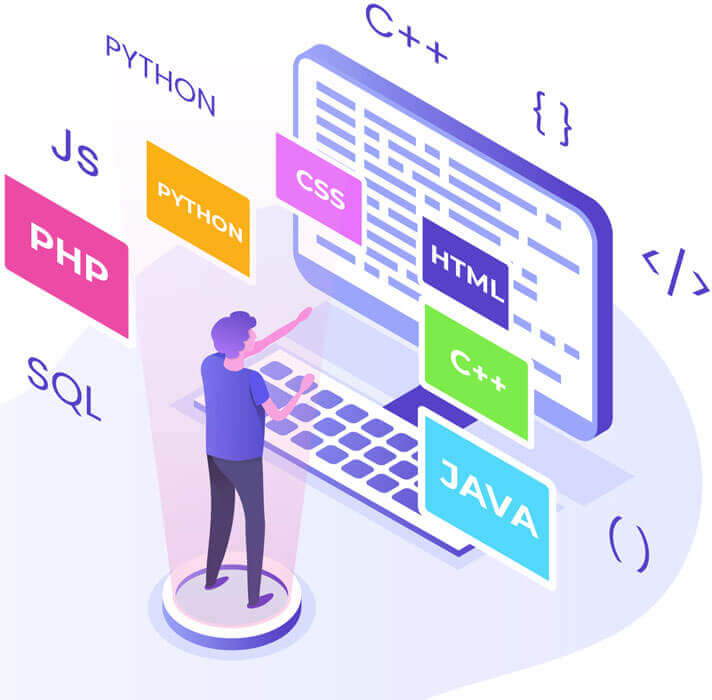 C++
PYTHON
{ }
Js
CSS
PYTHON
PHP
HTML
</>
C++
SQL
JAVA
( )